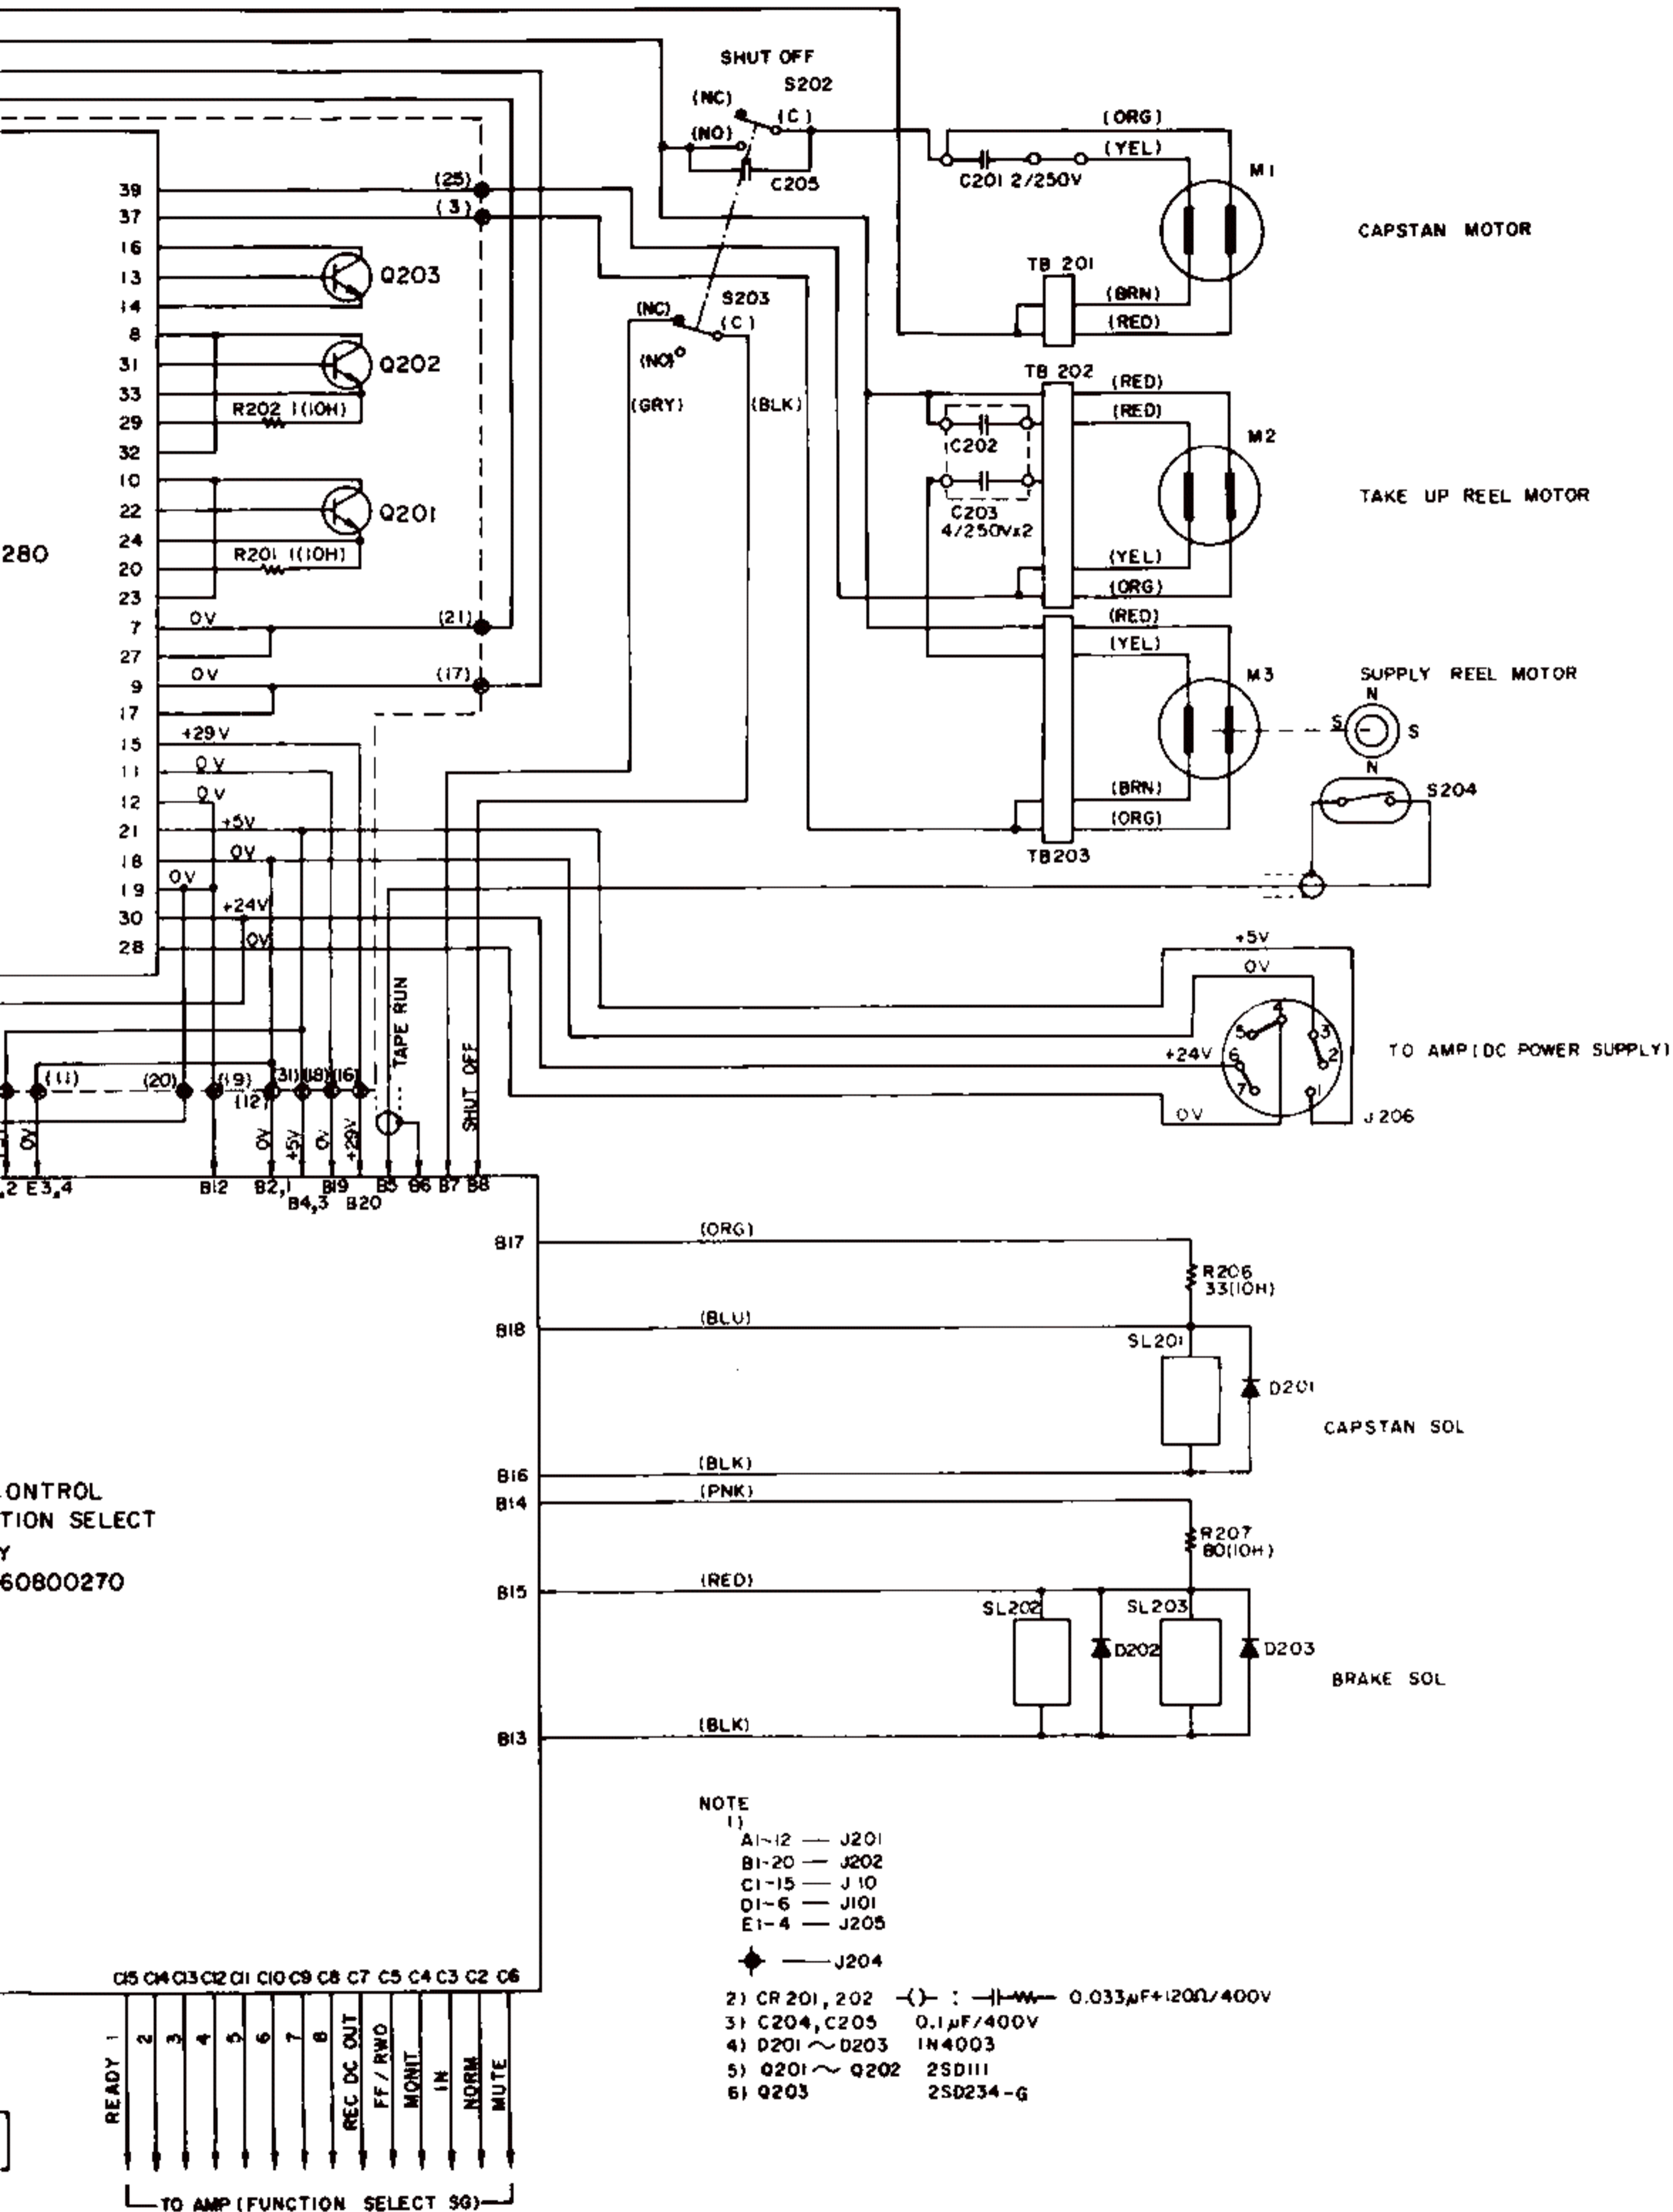 SHUT OFF
S202
(NC)
(C)
(NO)
C205
(ORG)
(YEL)
C201 2/250V
M1
CAPSTAN MOTOR
TB 201
(BRN)
(RED)
39
(25)
37
(3)
16
13
Q203
14
8
31
Q202
33
R202 1(10H)
29
32
10
22
Q201
24
R201 1(10H)
20
23
280
7
0V
(21)
27
9
0V
(17)
17
15
+29V
11
0V
12
0V
21
+5V
18
0V
19
0V
30
+24V
28
0V
S203
(NC)
(C)
(NO)
(GRY)
(BLK)
TB 202
(RED)
(RED)
C202
C203
4/250Vx2
M2
TAKE UP REEL MOTOR
(YEL)
(ORG)
(RED)
(YEL)
M3
SUPPLY REEL MOTOR
N
S
S
N
S204
(BRN)
(ORG)
TB203
+5V
0V
4
5
3
6
2
7
1
+24V
0V
TO AMP (DC POWER SUPPLY)
J206
TAPE RUN
SHUT OFF
(11)
(20)
(19)
(12)
31)
(18)
(16)
0V
0V
+5V
0V
+29V
,2 E3,4
B12
B2,1
B4,3
B19
B20
B5
B6
B7
B8
B17
(ORG)
R206
33(10H)
B18
(BLU)
SL201
D201
CAPSTAN SOL
B16
(BLK)
B14
(PNK)
R207
80(10H)
B15
(RED)
SL202
D202
SL203
D203
BRAKE SOL
B13
(BLK)
ONTROL
TION SELECT
Y
60800270
NOTE
1)
A1~12 — J201
B1-20 — J202
C1-15 — J 10
D1-6 — J101
E1-4 — J205
— J204
2) CR 201, 202 -( )- : 0.033μF+120Ω/400V
3) C204, C205 0.1μF/400V
4) D201 ~ D203 1N4003
5) Q201 ~ Q202 2SD111
6) Q203 2SD234-G
C15 C14 C13 C12 C11 C10 C9 C8 C7 C5 C4 C3 C2 C6
READY 1
2
3
4
5
6
7
8
REC DC OUT
FF / RWD
MONIT
IN
NORM
MUTE
TO AMP (FUNCTION SELECT SG)